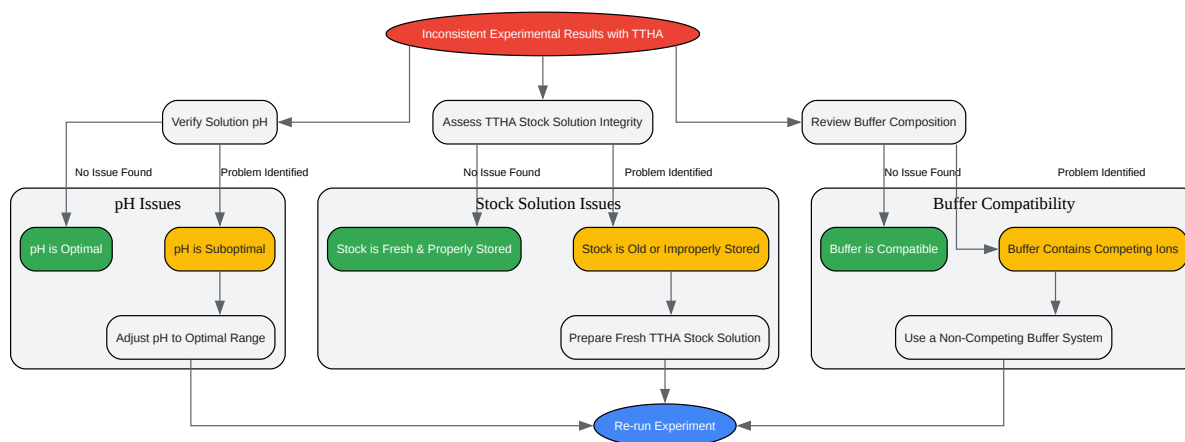 Inconsistent Experimental Results with TTHA
Verify Solution pH
Assess TTHA Stock Solution Integrity
Review Buffer Composition
No Issue Found
Problem Identified
No Issue Found
Problem Identified
No Issue Found
Problem Identified
pH Issues
Stock Solution Issues
Buffer Compatibility
pH is Optimal
pH is Suboptimal
Stock is Fresh & Properly Stored
Stock is Old or Improperly Stored
Buffer is Compatible
Buffer Contains Competing Ions
Adjust pH to Optimal Range
Prepare Fresh TTHA Stock Solution
Use a Non-Competing Buffer System
Re-run Experiment